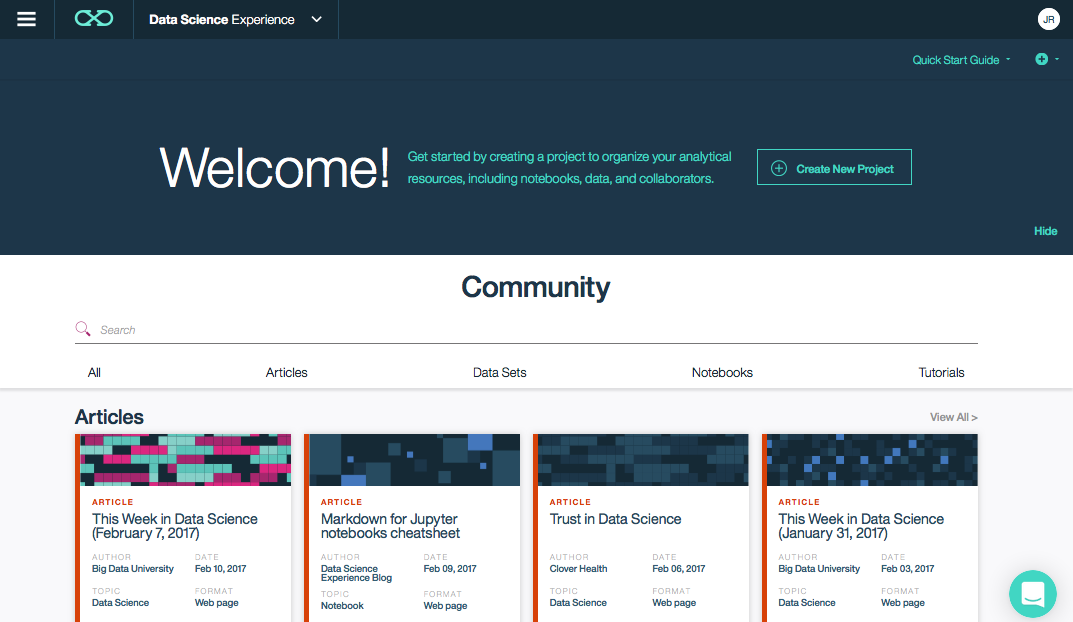 Data Science Experience
JR
Quick Start Guide
Welcome!
Get started by creating a project to organize your analytical
resources, including notebooks, data, and collaborators.
Create New Project
Hide
Community
Search
All
Articles
Data Sets
Notebooks
Tutorials
Articles
View All >
ARTICLE
This Week in Data Science
(February 7, 2017)
AUTHOR
DATE
Big Data University
Feb 10, 2017
TOPIC
FORMAT
Data Science
Web page
ARTICLE
Markdown for Jupyter
notebooks cheatsheet
AUTHOR
DATE
Data Science
Experience Blog
Feb 09, 2017
TOPIC
FORMAT
Notebook
Web page
ARTICLE
Trust in Data Science
AUTHOR
DATE
Clover Health
Feb 06, 2017
TOPIC
FORMAT
Data Science
Web page
ARTICLE
This Week in Data Science
(January 31, 2017)
AUTHOR
DATE
Big Data University
Feb 03, 2017
TOPIC
FORMAT
Data Science
Web page